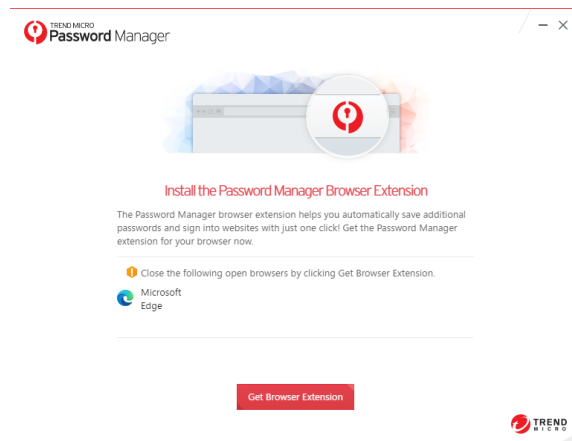 TREND MICRO
Password Manager
Install the Password Manager Browser Extension
The Password Manager browser extension helps you automatically save additional
passwords and sign into websites with just one click! Get the Password Manager
extension for your browser now.
Close the following open browsers by clicking Get Browser Extension.
Microsoft
Edge
Get Browser Extension
TREND
MICRO